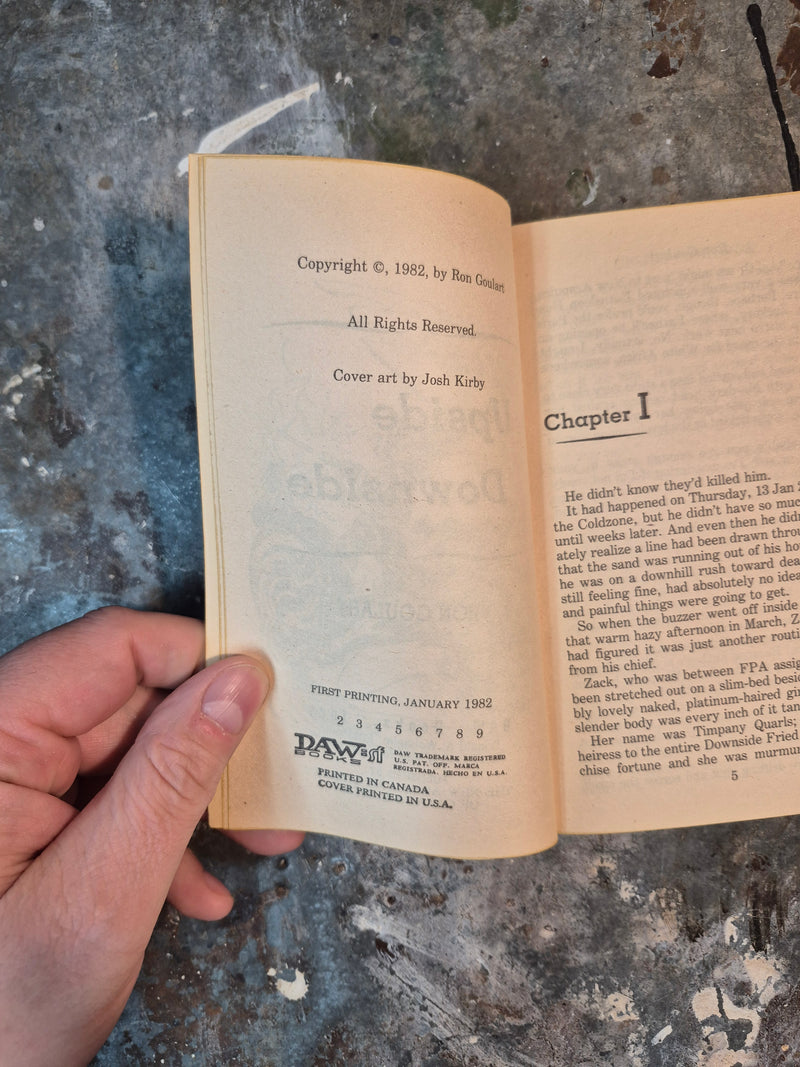 Copyright ©, 1982, by Ron Goulart
All Rights Reserved.
Cover art by Josh Kirby
FIRST PRINTING, JANUARY 1982
2 3 4 5 6 7 8 9
DAW sf
BOOKS
DAW TRADEMARK REGISTERED
U.S. PAT. OFF. MARCA
REGISTRADA. HECHO EN U.S.A.
PRINTED IN CANADA
COVER PRINTED IN U.S.A.
Chapter I
He didn't know they'd killed him.
It had happened on Thursday, 13 Jan
the Coldzone, but he didn't have so
until weeks later. And even then he
ately realize a line had been drawn
that the sand was running out of his
he was on a downhill rush toward
still feeling fine, had absolutely no
and painful things were going to get.
So when the buzzer went off inside
that warm hazy afternoon in March,
had figured it was just another
from his chief.
Zack, who was between FPA
been stretched out on a slim-bed
bly lovely naked, platinum-haired
slender body was every inch of it
Her name was Timpany Quarls;
heiress to the entire Downside Fried
chise fortune and she was
5